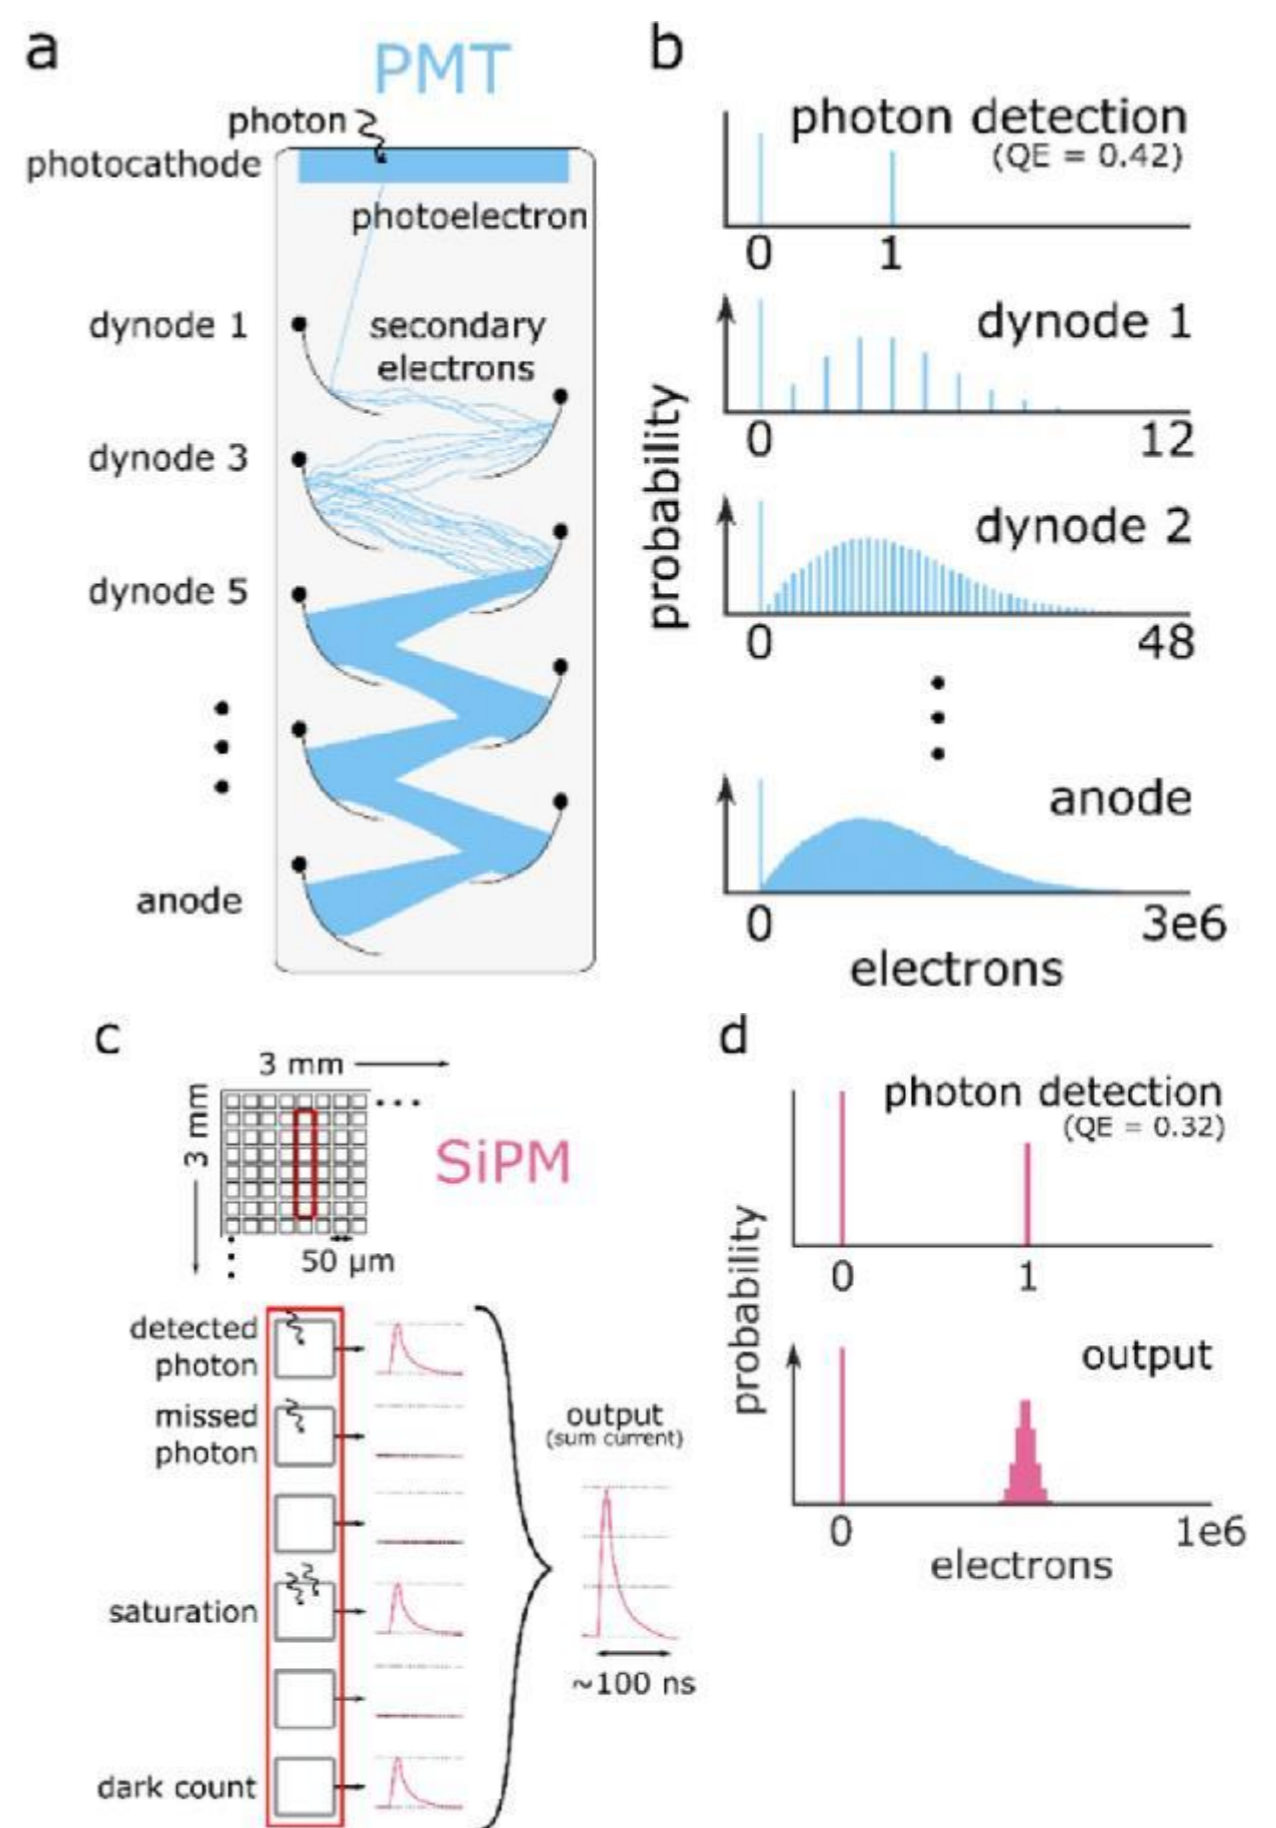 a
PMT
photon
photocathode
photoelectron
dynode 1
secondary
electrons
dynode 3
dynode 5
anode
b
photon detection
(QE = 0.42)
0 1
dynode 1
0 12
probability
dynode 2
0 48
anode
0 3e6
electrons
c
3 mm
3 mm
SiPM
50 μm
detected
photon
missed
photon
saturation
dark count
output
(sum current)
~100 ns
d
photon detection
(QE = 0.32)
0 1
probability
output
0 1e6
electrons